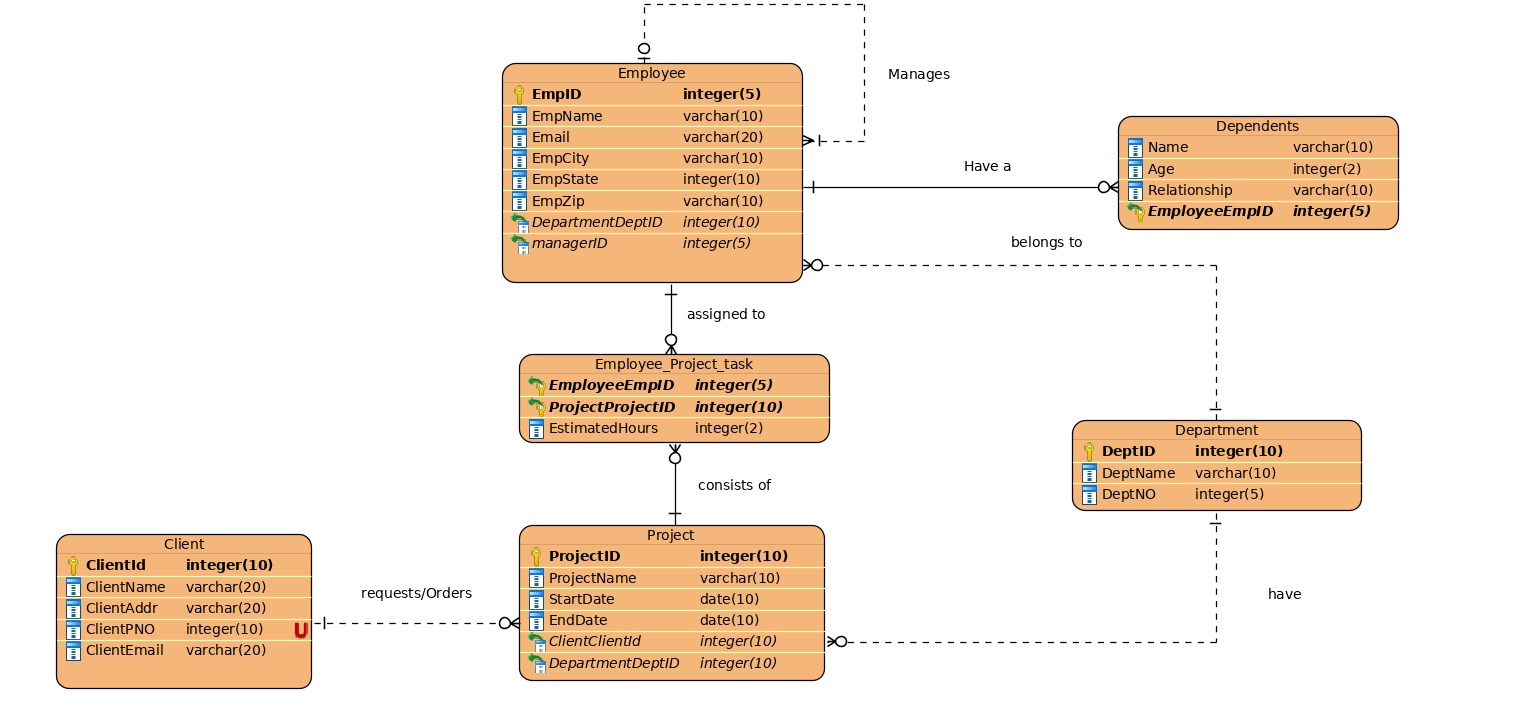 Employee
EmpID integer(5)
EmpName varchar(10)
Email varchar(20)
EmpCity varchar(10)
EmpState integer(10)
EmpZip varchar(10)
DepartmentDeptID integer(10)
managerID integer(5)
Manages
Dependents
Name varchar(10)
Age integer(2)
Relationship varchar(10)
EmployeeEmpID integer(5)
Have a
belongs to
assigned to
Employee_Project_task
EmployeeEmpID integer(5)
ProjectProjectID integer(10)
EstimatedHours integer(2)
Department
DeptID integer(10)
DeptName varchar(10)
DeptNO integer(5)
consists of
Client
ClientId integer(10)
ClientName varchar(20)
ClientAddr varchar(20)
ClientPNO integer(10) U
ClientEmail varchar(20)
requests/Orders
Project
ProjectID integer(10)
ProjectName varchar(10)
StartDate date(10)
EndDate date(10)
ClientClientId integer(10)
DepartmentDeptID integer(10)
have